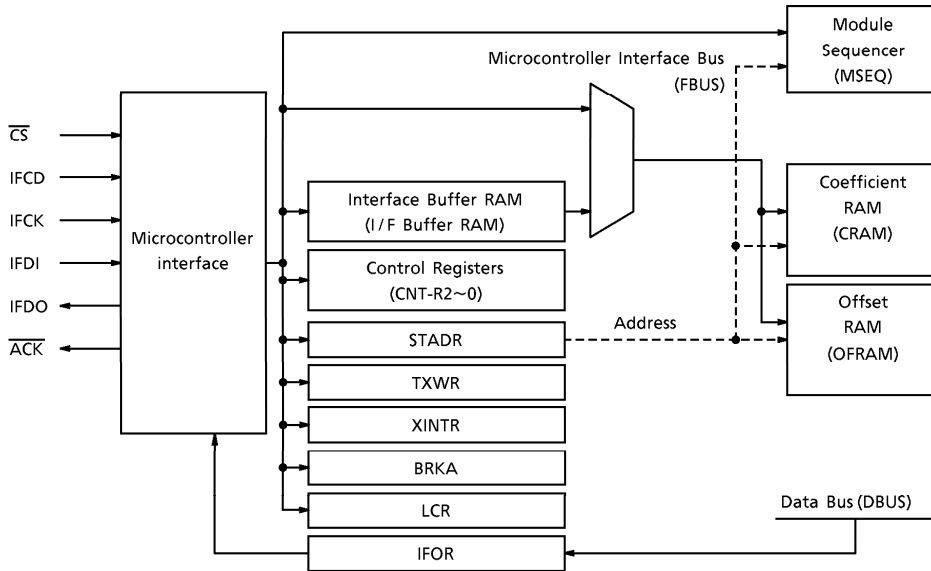 Module
Sequencer
(MSEQ)
Microcontroller Interface Bus
(FBUS)
C̅S̅
IFCD
IFCK
IFDI
IFDO
A̅C̅K̅
Microcontroller
interface
Interface Buffer RAM
(I/F Buffer RAM)
Control Registers
(CNT-R2~0)
STADR
TXWR
XINTR
BRKA
LCR
IFOR
Address
Coefficient
RAM
(CRAM)
Offset
RAM
(OFRAM)
Data Bus (DBUS)